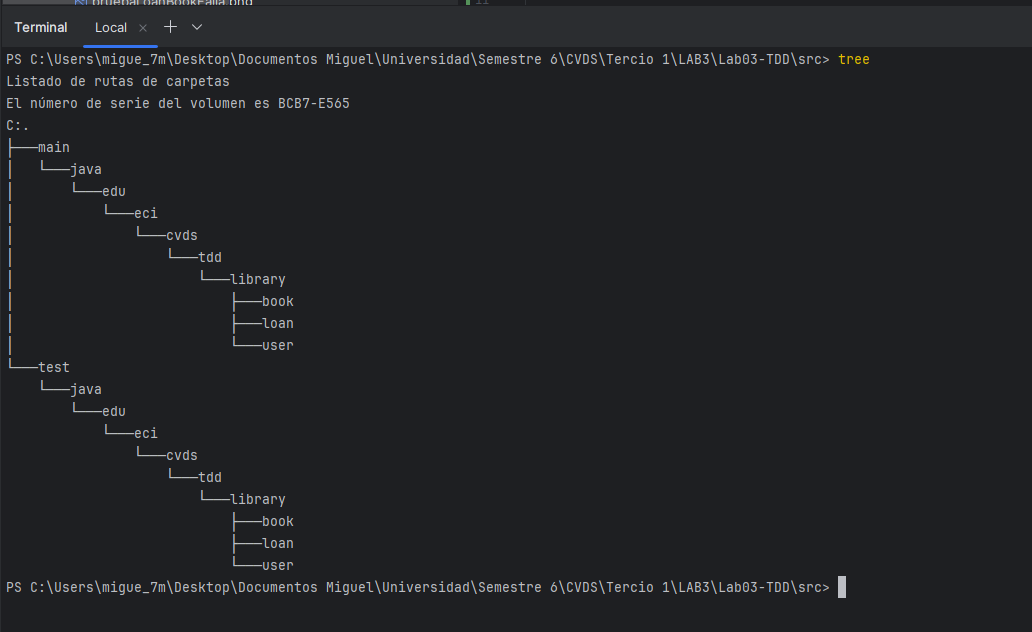 pruebaLoanBookFalla.png
11
Terminal Local
PS C:\Users\migue_7m\Desktop\Documentos Miguel\Universidad\Semestre 6\CVDS\Tercio 1\LAB3\Lab03-TDD\src> tree
Listado de rutas de carpetas
El número de serie del volumen es BCB7-E565
C:.
├───main
│   └───java
│       └───edu
│           └───eci
│               └───cvds
│                   └───tdd
│                       └───library
│                           ├───book
│                           ├───loan
│                           └───user
└───test
    └───java
        └───edu
            └───eci
                └───cvds
                    └───tdd
                        └───library
                            ├───book
                            ├───loan
                            └───user
PS C:\Users\migue_7m\Desktop\Documentos Miguel\Universidad\Semestre 6\CVDS\Tercio 1\LAB3\Lab03-TDD\src>